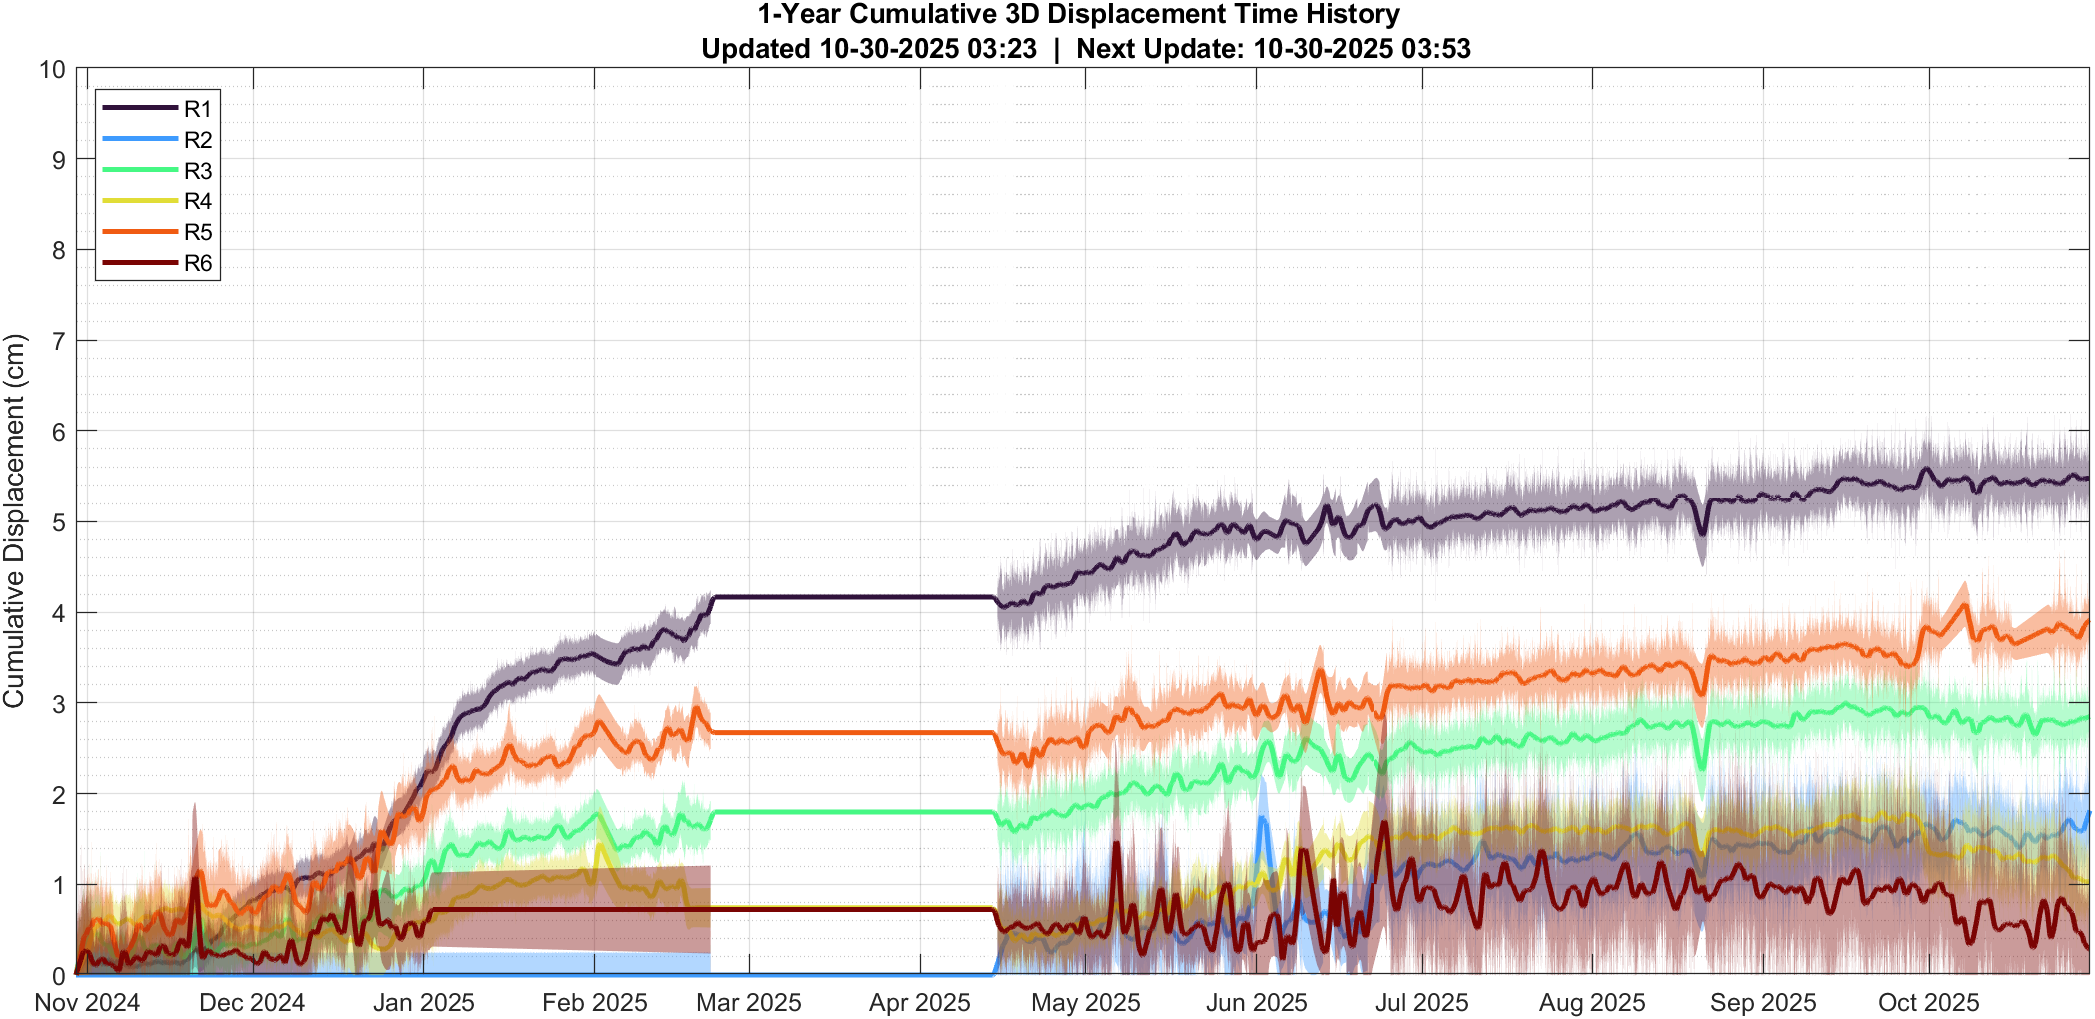 1-Year Cumulative 3D Displacement Time History
Updated 10-30-2025 03:23 | Next Update: 10-30-2025 03:53
Cumulative Displacement (cm)
10
9
8
7
6
5
4
3
2
1
0
R1
R2
R3
R4
R5
R6
Nov 2024 Dec 2024 Jan 2025 Feb 2025 Mar 2025 Apr 2025 May 2025 Jun 2025 Jul 2025 Aug 2025 Sep 2025 Oct 2025